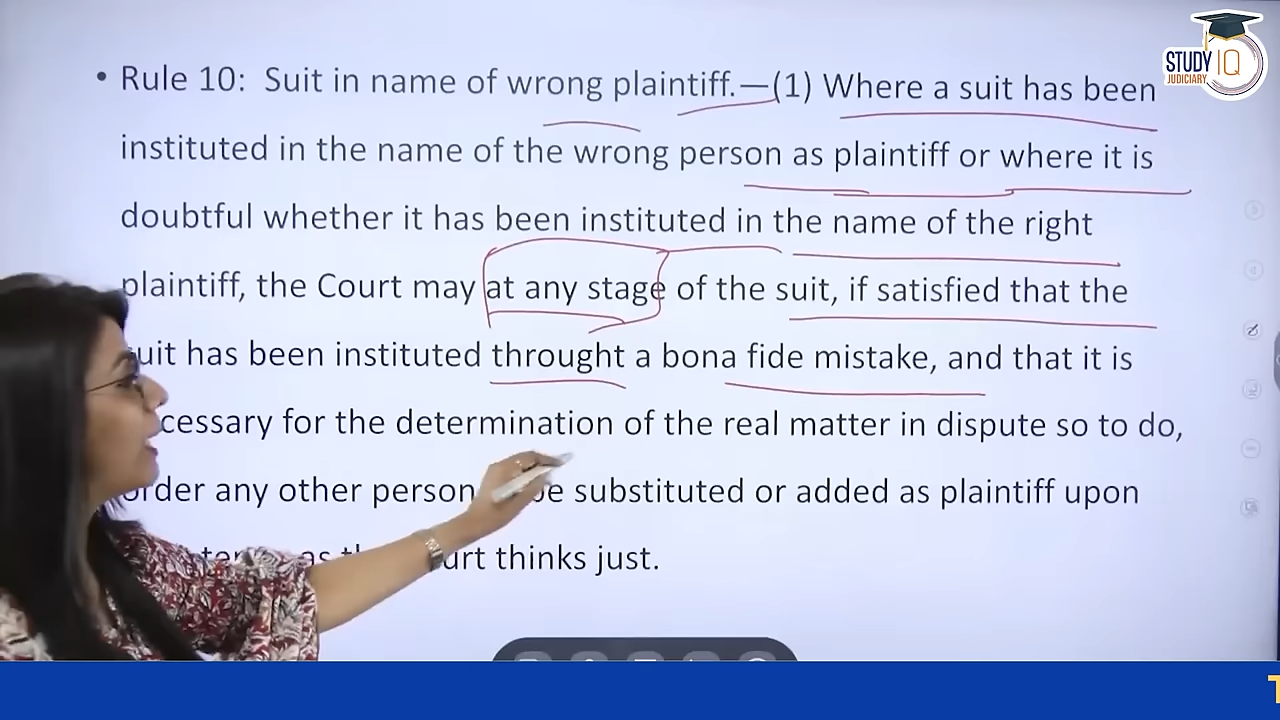 • Rule 10: Suit in name of wrong plaintiff.—(1) Where a suit has been
instituted in the name of the wrong person as plaintiff or where it is
doubtful whether it has been instituted in the name of the right
plaintiff, the Court may at any stage of the suit, if satisfied that the
suit has been instituted throught a bona fide mistake, and that it is
cessary for the determination of the real matter in dispute so to do,
order any other person be substituted or added as plaintiff upon
as thinks just.
STUDY IQ
JUDICIARY